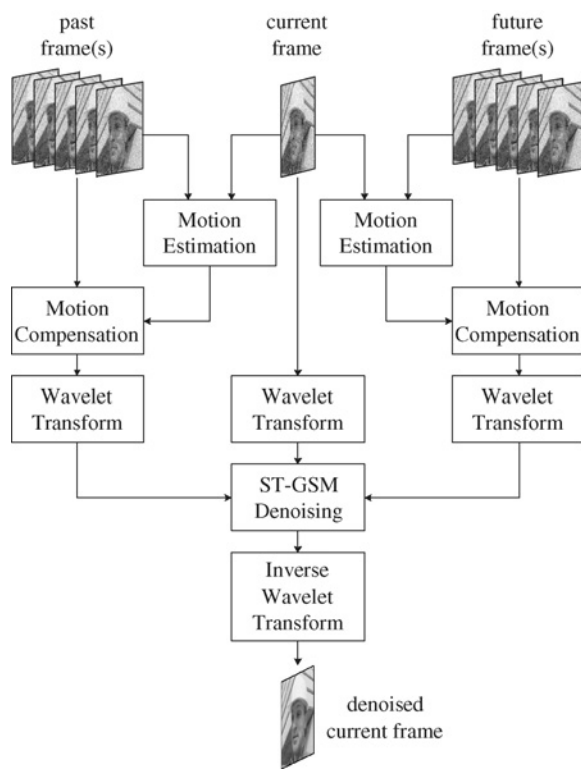 past
frame(s)
current
frame
future
frame(s)
Motion
Estimation
Motion
Estimation
Motion
Compensation
Motion
Compensation
Wavelet
Transform
Wavelet
Transform
Wavelet
Transform
ST-GSM
Denoising
Inverse
Wavelet
Transform
denoised
current frame